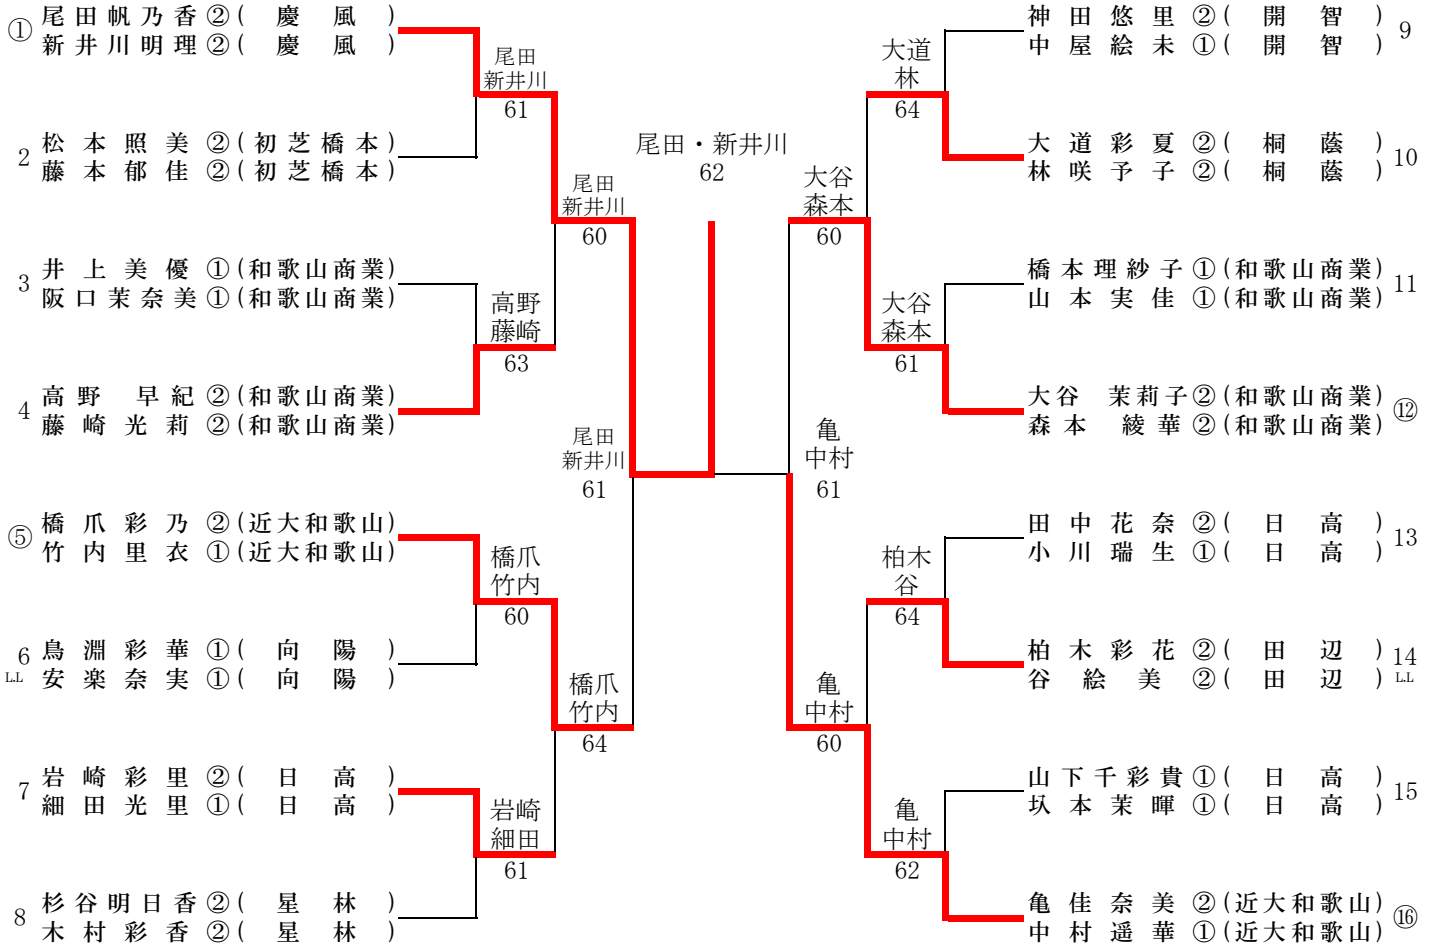 ① 尾田帆乃香②(慶風)
新井川明理②(慶風)
2 松本照美②(初芝橋本)
藤本郁佳②(初芝橋本)
3 井上美優①(和歌山商業)
阪口茉奈美①(和歌山商業)
4 高野早紀②(和歌山商業)
藤崎光莉②(和歌山商業)
⑤ 橋爪彩乃②(近大和歌山)
竹内里衣①(近大和歌山)
6 鳥淵彩華①(向陽)
L.L 安楽奈実①(向陽)
7 岩崎彩里②(日高)
細田光里①(日高)
8 杉谷明日香②(星林)
木村彩香②(星林)
尾田
新井川
61
高野
藤崎
63
橋爪
竹内
60
岩崎
細田
61
尾田
新井川
60
橋爪
竹内
64
尾田
新井川
61
尾田・新井川
62
亀
中村
61
大谷
森本
60
亀
中村
60
大道
林
64
大谷
森本
61
柏木
谷
64
亀
中村
62
神田悠里②(開智) 9
中屋絵未①(開智)
大道彩夏②(桐蔭) 10
林咲予子②(桐蔭)
橋本理紗子①(和歌山商業) 11
山本実佳①(和歌山商業)
大谷茉莉子②(和歌山商業) ⑫
森本綾華②(和歌山商業)
田中花奈②(日高) 13
小川瑞生①(日高)
柏木彩花②(田辺) 14
谷絵美②(田辺) L.L
山下千彩貴①(日高) 15
圦本茉暉①(日高)
亀佳奈美②(近大和歌山) ⑯
中村遥華①(近大和歌山)